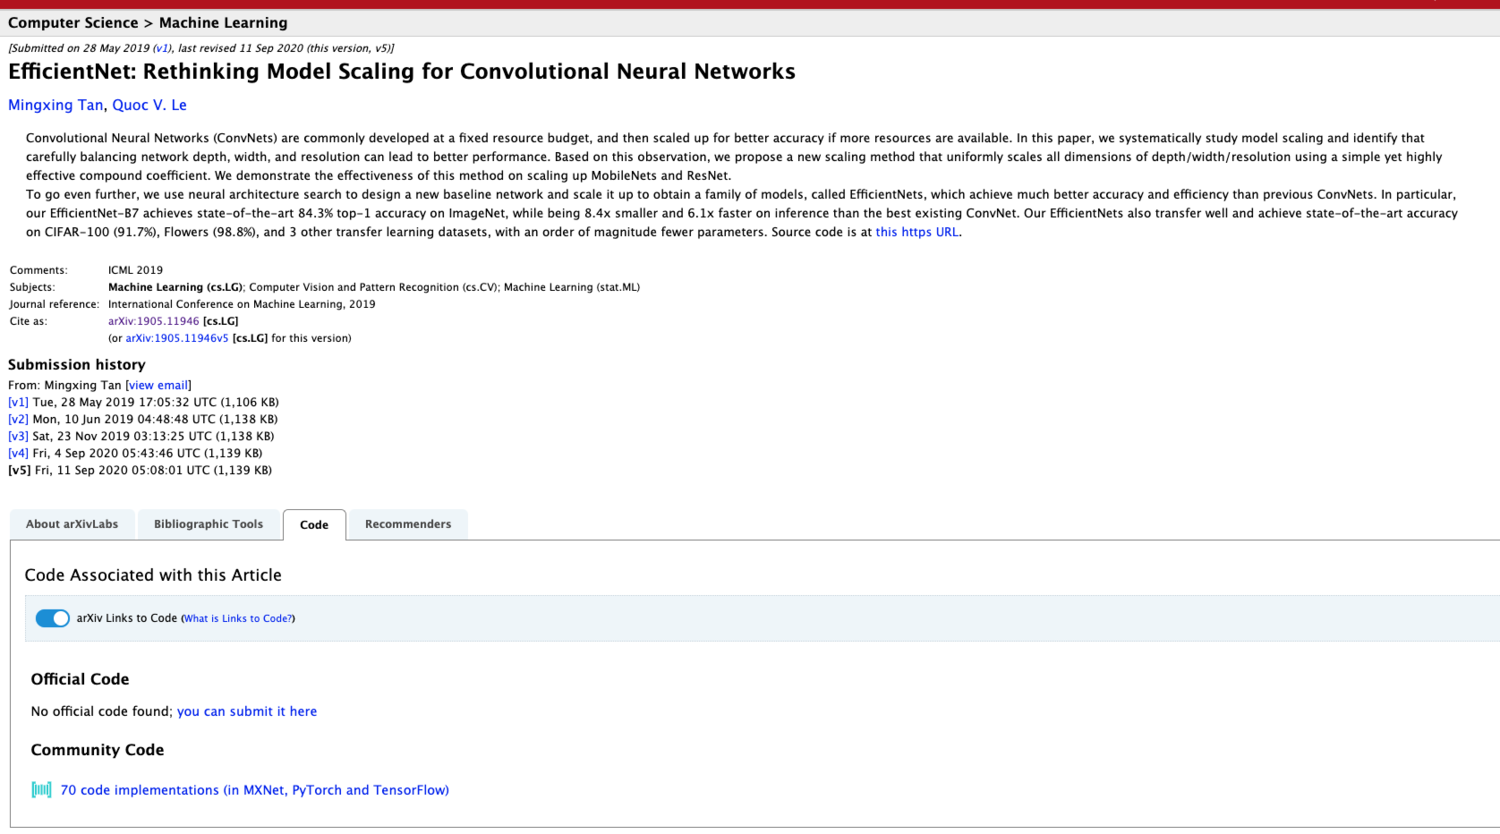 Computer Science > Machine Learning
[Submitted on 28 May 2019 (v1), last revised 11 Sep 2020 (this version, v5)]
EfficientNet: Rethinking Model Scaling for Convolutional Neural Networks
Mingxing Tan, Quoc V. Le
Convolutional Neural Networks (ConvNets) are commonly developed at a fixed resource budget, and then scaled up for better accuracy if more resources are available. In this paper, we systematically study model scaling and identify that
carefully balancing network depth, width, and resolution can lead to better performance. Based on this observation, we propose a new scaling method that uniformly scales all dimensions of depth/width/resolution using a simple yet highly
effective compound coefficient. We demonstrate the effectiveness of this method on scaling up MobileNets and ResNet.
To go even further, we use neural architecture search to design a new baseline network and scale it up to obtain a family of models, called EfficientNets, which achieve much better accuracy and efficiency than previous ConvNets. In particular,
our EfficientNet-B7 achieves state-of-the-art 84.3% top-1 accuracy on ImageNet, while being 8.4x smaller and 6.1x faster on inference than the best existing ConvNet. Our EfficientNets also transfer well and achieve state-of-the-art accuracy
on CIFAR-100 (91.7%), Flowers (98.8%), and 3 other transfer learning datasets, with an order of magnitude fewer parameters. Source code is at this https URL.
Comments: ICML 2019
Subjects: Machine Learning (cs.LG); Computer Vision and Pattern Recognition (cs.CV); Machine Learning (stat.ML)
Journal reference: International Conference on Machine Learning, 2019
Cite as: arXiv:1905.11946 [cs.LG]
(or arXiv:1905.11946v5 [cs.LG] for this version)
Submission history
From: Mingxing Tan [view email]
[v1] Tue, 28 May 2019 17:05:32 UTC (1,106 KB)
[v2] Mon, 10 Jun 2019 04:48:48 UTC (1,138 KB)
[v3] Sat, 23 Nov 2019 03:13:25 UTC (1,138 KB)
[v4] Fri, 4 Sep 2020 05:43:46 UTC (1,139 KB)
[v5] Fri, 11 Sep 2020 05:08:01 UTC (1,139 KB)
About arXivLabs Bibliographic Tools Code Recommenders
Code Associated with this Article
arXiv Links to Code (What is Links to Code?)
Official Code
No official code found; you can submit it here
Community Code
70 code implementations (in MXNet, PyTorch and TensorFlow)